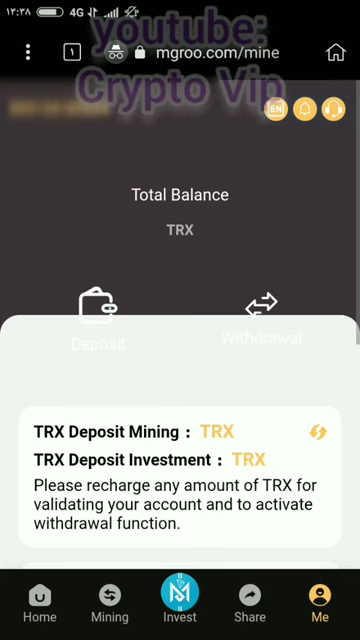 ۱۲:۳۸
4G
youtube:
۱
mgroo.com/mine
Crypto Vip
EN
Total Balance
TRX
Deposit
Withdrawal
TRX Deposit Mining : TRX
TRX Deposit Investment : TRX
Please recharge any amount of TRX for
validating your account and to activate
withdrawal function.
Home
Mining
Invest
Share
Me